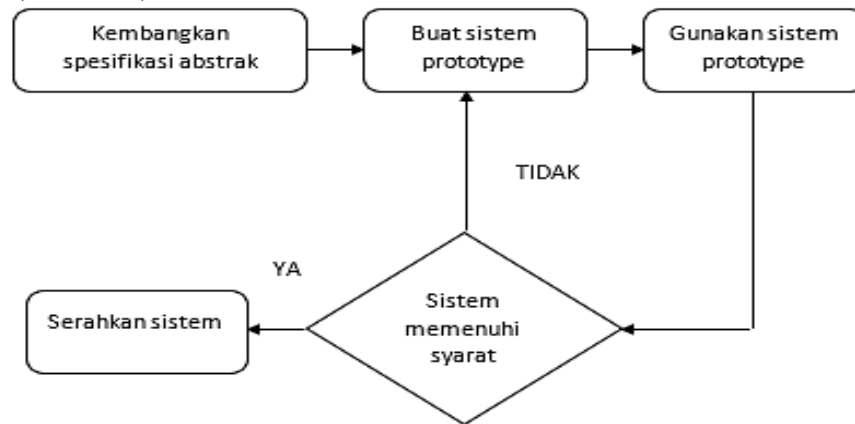 Kembangkan
spesifikasi abstrak
Buat sistem
prototype
Gunakan sistem
prototype
TIDAK
YA
Serahkan sistem
Sistem
memenuhi
syarat